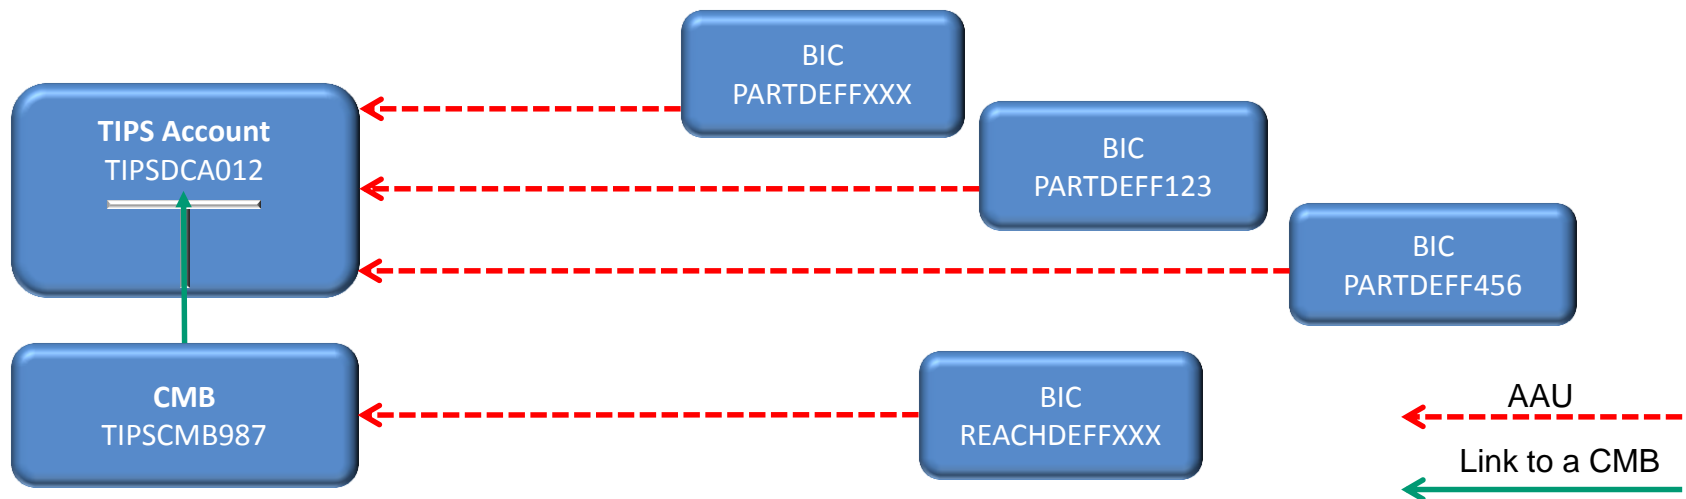 BIC
PARTDEFFXXX
TIPS Account
TIPSDCA012
BIC
PARTDEFF123
BIC
PARTDEFF456
CMB
TIPSCMB987
BIC
REACHDEFFXXX
AAU
Link to a CMB